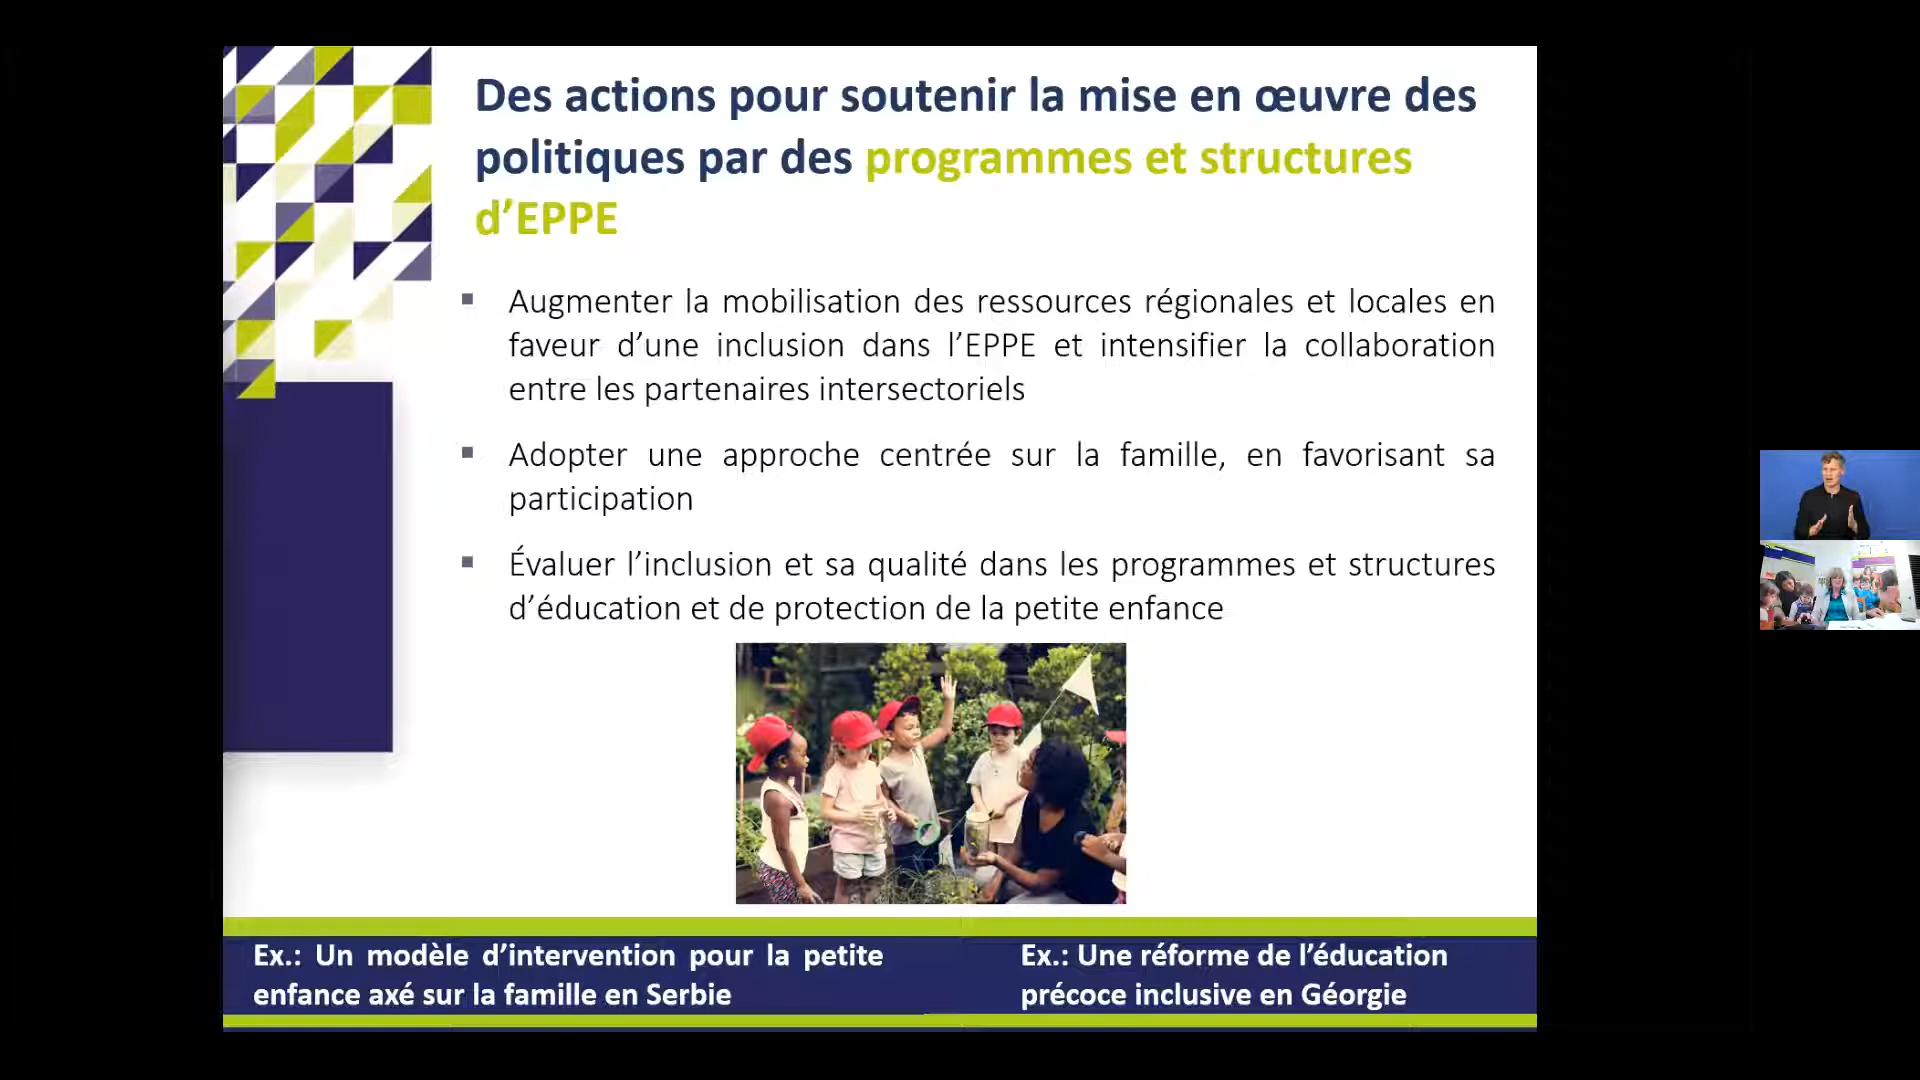 Des actions pour soutenir la mise en œuvre des
politiques par des programmes et structures
d’EPPE
▪ Augmenter la mobilisation des ressources régionales et locales en
faveur d’une inclusion dans l’EPPE et intensifier la collaboration
entre les partenaires intersectoriels
▪ Adopter une approche centrée sur la famille, en favorisant sa
participation
▪ Évaluer l’inclusion et sa qualité dans les programmes et structures
d’éducation et de protection de la petite enfance
Ex.: Un modèle d’intervention pour la petite
enfance axé sur la famille en Serbie
Ex.: Une réforme de l’éducation
précoce inclusive en Géorgie